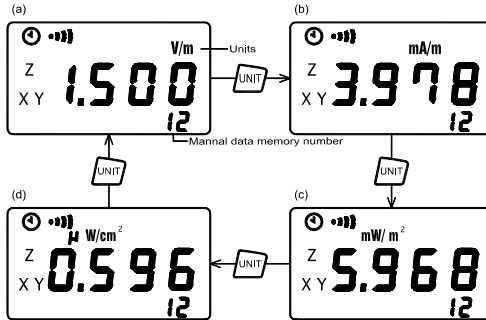 (a)
V/m
Units
Z
X Y
1.500
12
UNIT
(b)
mA/m
Z
X Y
3.978
12
Mannal data memory number
UNIT
UNIT
(d)
μ W/cm²
Z
X Y
0.596
12
UNIT
(c)
mW/ m²
Z
X Y
5.968
12